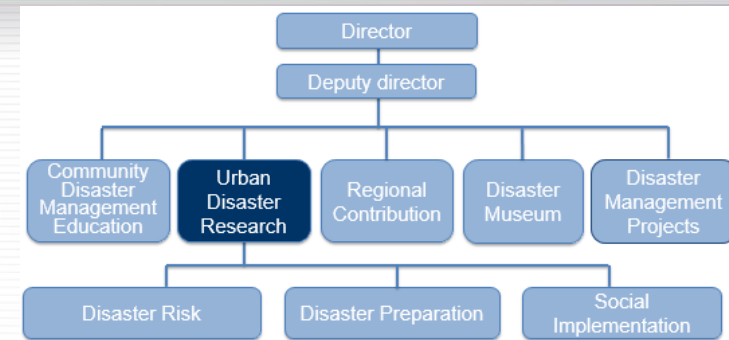 Director
Deputy director
Community
Disaster
Management
Education
Urban
Disaster
Research
Regional
Contribution
Disaster
Museum
Disaster
Management
Projects
Disaster Risk
Disaster Preparation
Social
Implementation